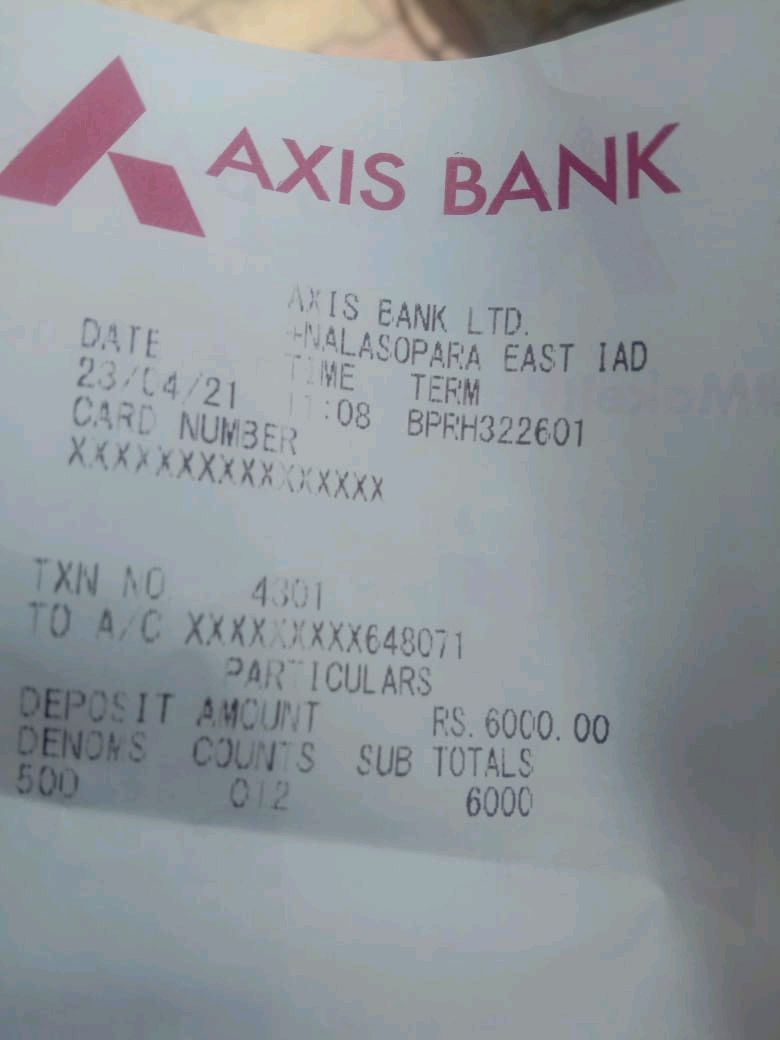 AXIS BANK
AXIS BANK LTD.
+NALASOPARA EAST IAD
DATE TIME TERM
23/04/21 11:08 BPRH322601
CARD NUMBER
XXXXXXXXXXXXXXXX
TXN NO 4301
TO A/C XXXXXXXXX648071
PARTICULARS
DEPOSIT AMOUNT RS.6000.00
DENOMS COUNTS SUB TOTALS
500 012 6000